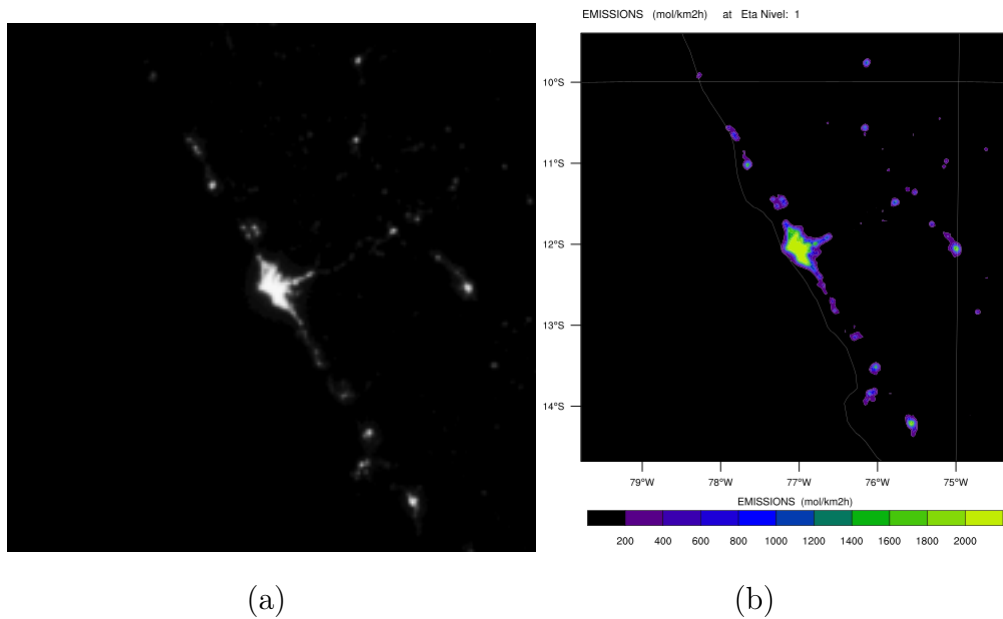 EMISSIONS (mol/km2h) at Eta Nivel: 1
10°S
11°S
12°S
13°S
14°S
79°W 78°W 77°W 76°W 75°W
EMISSIONS (mol/km2h)
200 400 600 800 1000 1200 1400 1600 1800 2000
(a) (b)